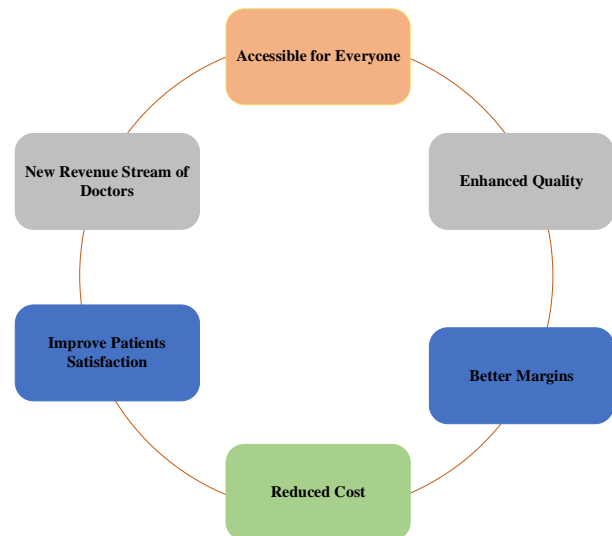 Accessible for Everyone
New Revenue Stream of
Doctors
Enhanced Quality
Improve Patients
Satisfaction
Better Margins
Reduced Cost